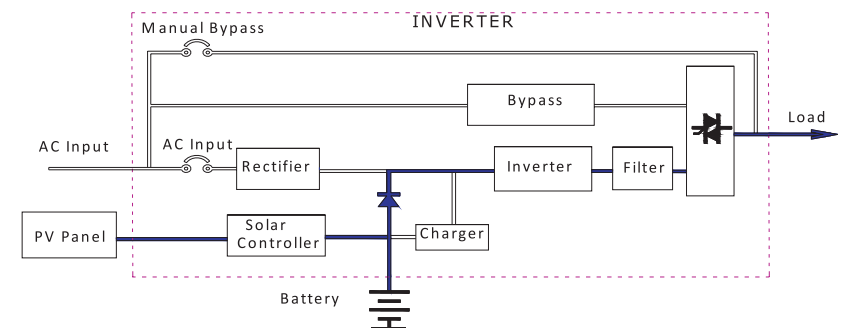 INVERTER
Manual Bypass
Bypass
Load
AC Input
AC Input
Rectifier
Inverter
Filter
PV Panel
Solar
Controller
Charger
Battery